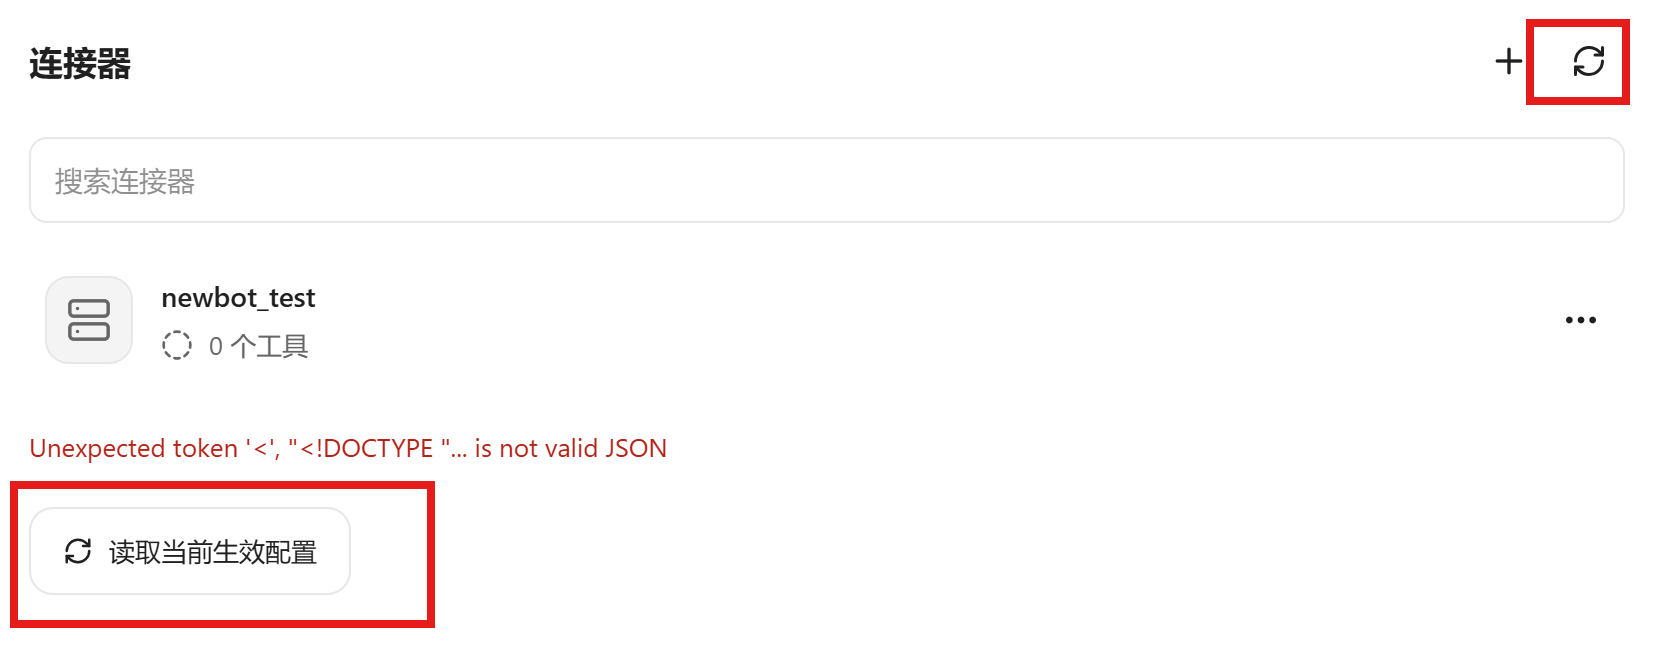 连接器
搜索连接器
newbot_test
0 个工具
Unexpected token '<', "<!DOCTYPE "... is not valid JSON
读取当前生效配置